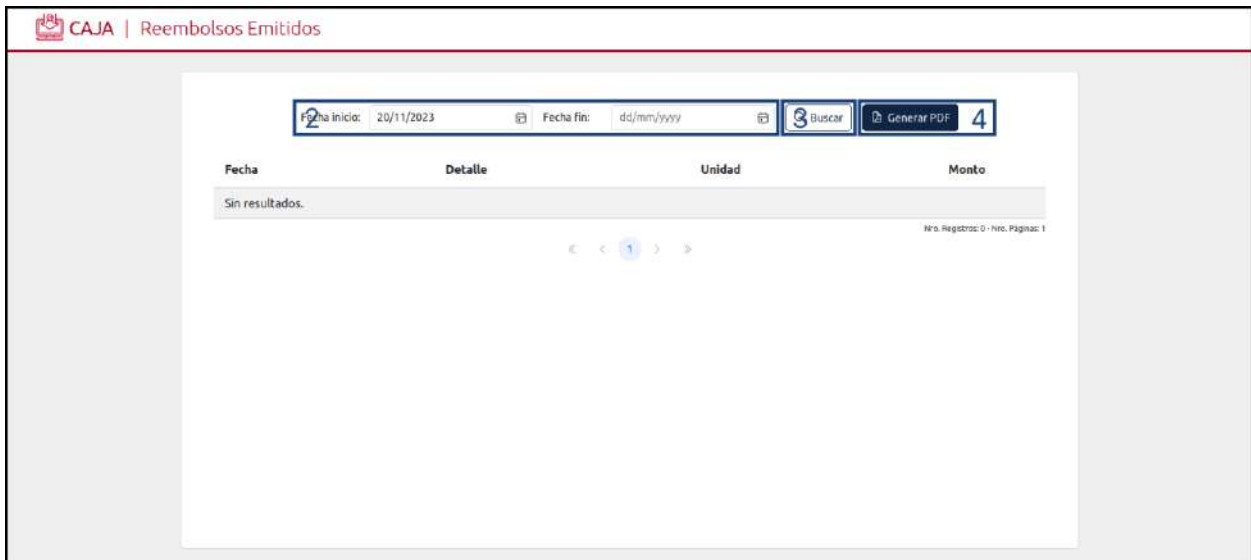 CAJA | Reembolsos Emitidos
2 Fecha inicio: 20/11/2023 Fecha fin: dd/mm/yyyy 3 Buscar Generar PDF 4
Fecha Detalle Unidad Monto
Sin resultados.
Nro. Registros: 0 - Nro. Páginas: 1
« < 1 > »